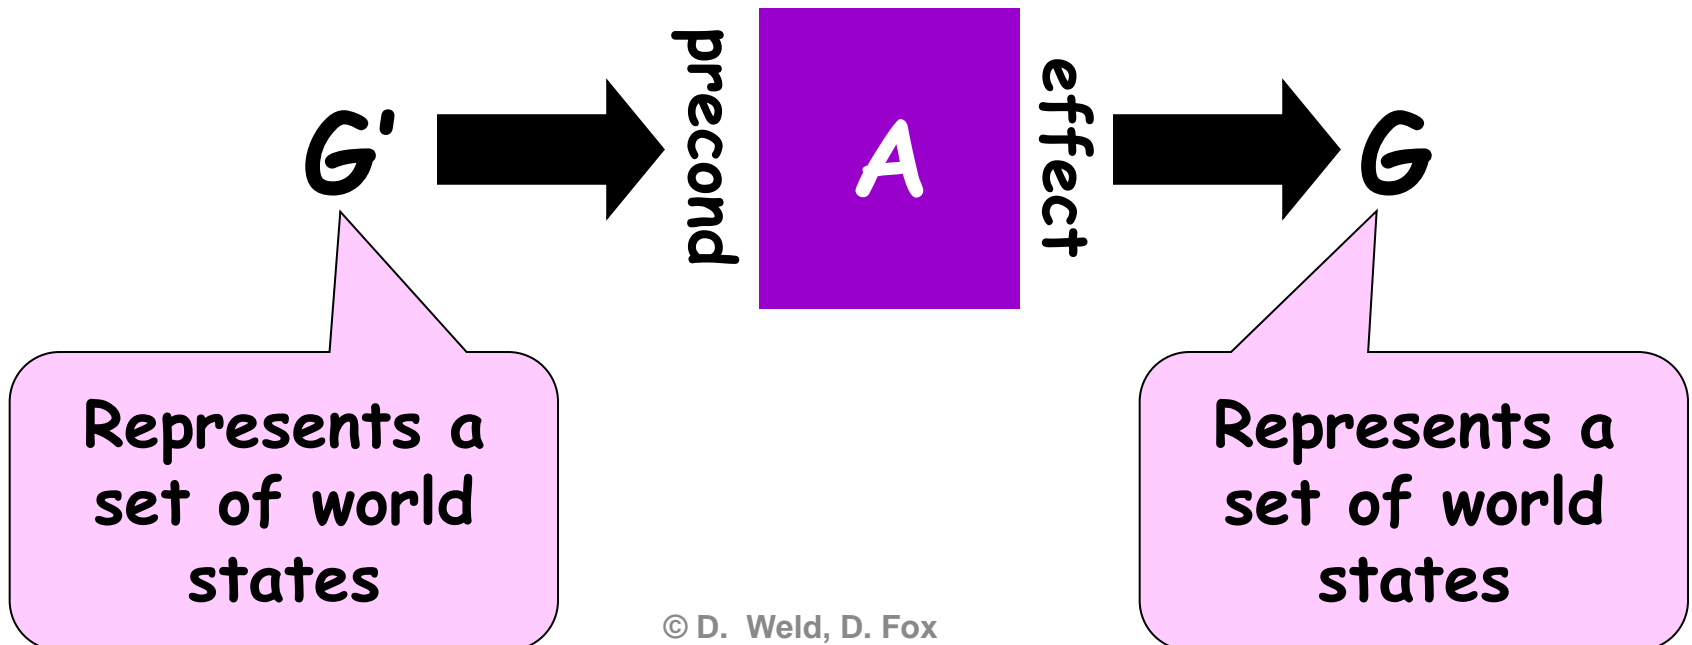 G'
precond
A
effect
G
Represents a
set of world
states
Represents a
set of world
states
© D. Weld, D. Fox